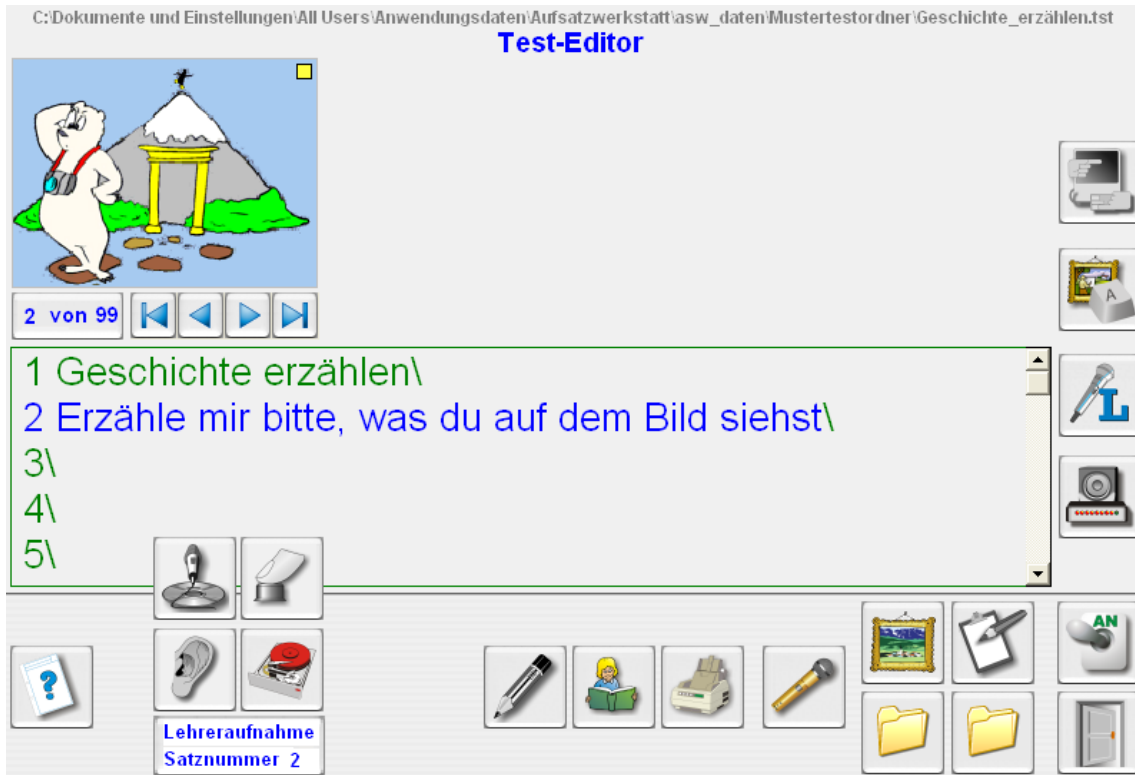 C:\Dokumente und Einstellungen\All Users\Anwendungsdaten\Aufsatzwerkstatt\asw_daten\Mustertestordner\Geschichte_erzählen.tst
Test-Editor
2 von 99
1 Geschichte erzählen\
2 Erzähle mir bitte, was du auf dem Bild siehst\
3\
4\
5\
A
L
AN
?
Lehreraufnahme
Satznummer 2